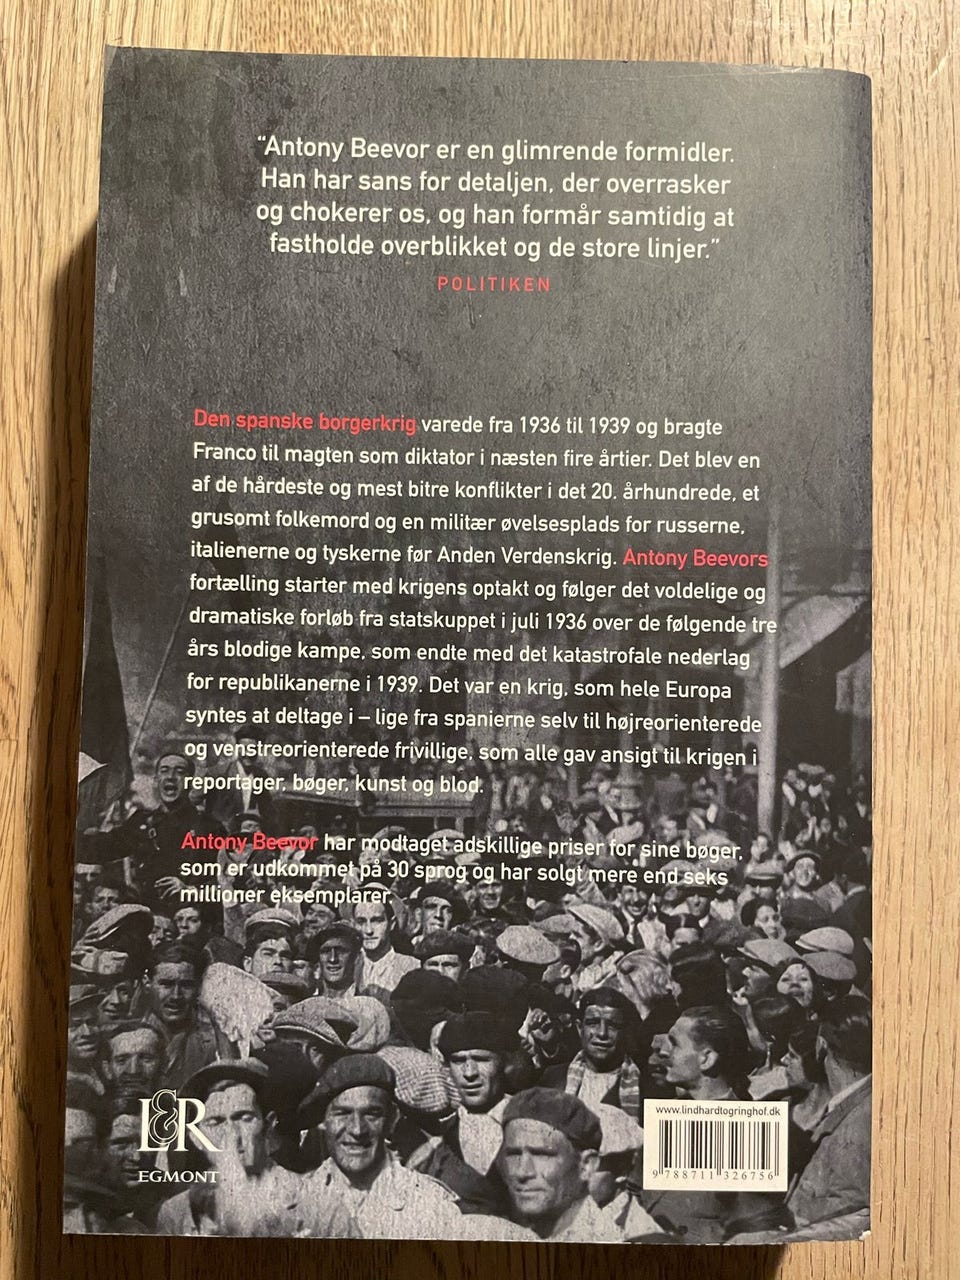 “Antony Beevor er en glimrende formidler.
Han har sans for detaljen, der overrasker
og chokerer os, og han formår samtidig at
fastholde overblikket og de store linjer.”
POLITIKEN
Den spanske borgerkrig varede fra 1936 til 1939 og bragte
Franco til magten som diktator i næsten fire årtier. Det blev en
af de hårdeste og mest bitre konflikter i det 20. århundrede, et
grusomt folkemord og en militær øvelsesplads for russerne,
italienerne og tyskerne før Anden Verdenskrig. Antony Beevors
fortælling starter med krigens optakt og følger det voldelige og
dramatiske forløb fra statskuppet i juli 1936 over de følgende tre
års blodige kampe, som endte med det katastrofale nederlag
for republikanerne i 1939. Det var en krig, som hele Europa
syntes at deltage i – lige fra spanierne selv til højreorienterede
og venstreorienterede frivillige, som alle gav ansigt til krigen i
reportager, bøger, kunst og blod.
Antony Beevor har modtaget adskillige priser for sine bøger,
som er udkommet på 30 sprog og har solgt mere end seks
millioner eksemplarer.
L&R
EGMONT
www.lindhardtogringhof.dk
9 788711 326756